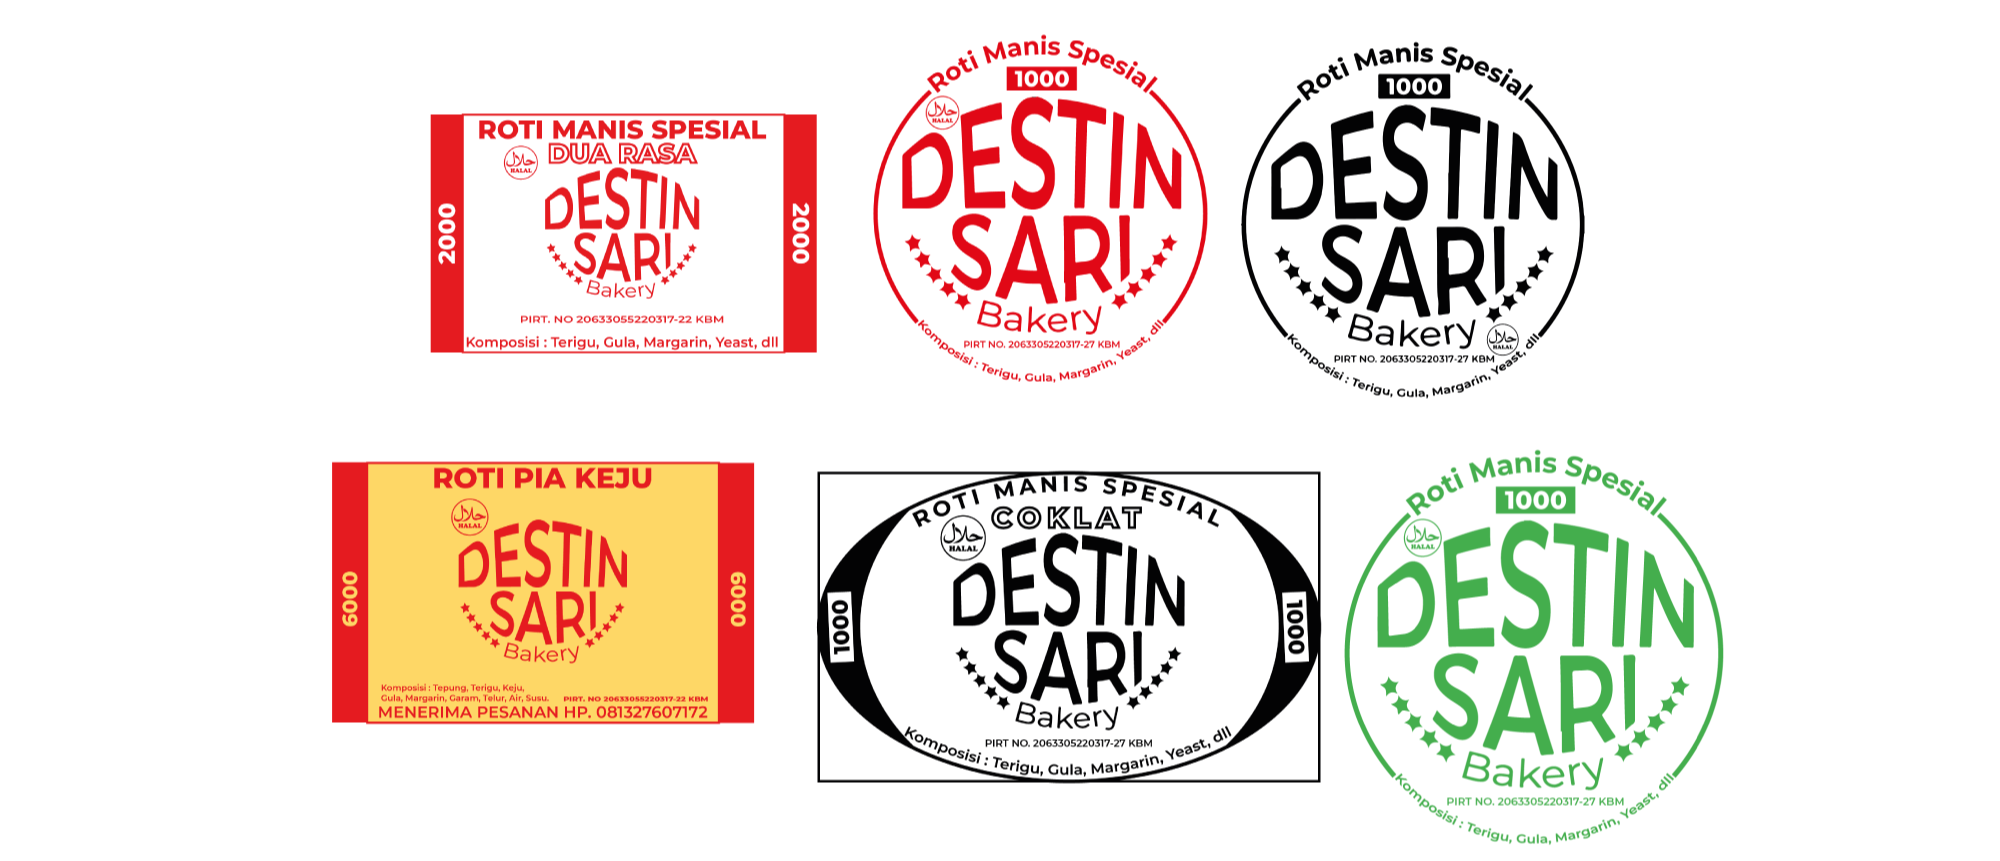 ROTI MANIS SPESIAL
DUA RASA
حلال
HALAL
DESTIN
SARI
Bakery
2000
2000
PIRT. NO 20633055220317-22 KBM
Komposisi : Terigu, Gula, Margarin, Yeast, dll
Roti Manis Spesial
1000
حلال
HALAL
DESTIN
SARI
Bakery
PIRT NO. 2063305220317-27 KBM
Komposisi : Terigu, Gula, Margarin, Yeast, dll
Roti Manis Spesial
1000
DESTIN
SARI
Bakery
حلال
HALAL
PIRT NO. 2063305220317-27 KBM
Komposisi : Terigu, Gula, Margarin, Yeast, dll
ROTI PIA KEJU
حلال
HALAL
DESTIN
SARI
Bakery
6000
6000
Komposisi : Tepung, Terigu, Keju,
Gula, Margarin, Garam, Telur, Air, Susu.
PIRT. NO 20633055220317-22 KBM
MENERIMA PESANAN HP. 081327607172
ROTI MANIS SPESIAL
COKLAT
حلال
HALAL
DESTIN
SARI
Bakery
1000
1000
PIRT NO. 2063305220317-27 KBM
Komposisi : Terigu, Gula, Margarin, Yeast, dll
Roti Manis Spesial
1000
حلال
HALAL
DESTIN
SARI
Bakery
PIRT NO. 2063305220317-27 KBM
Komposisi : Terigu, Gula, Margarin, Yeast, dll